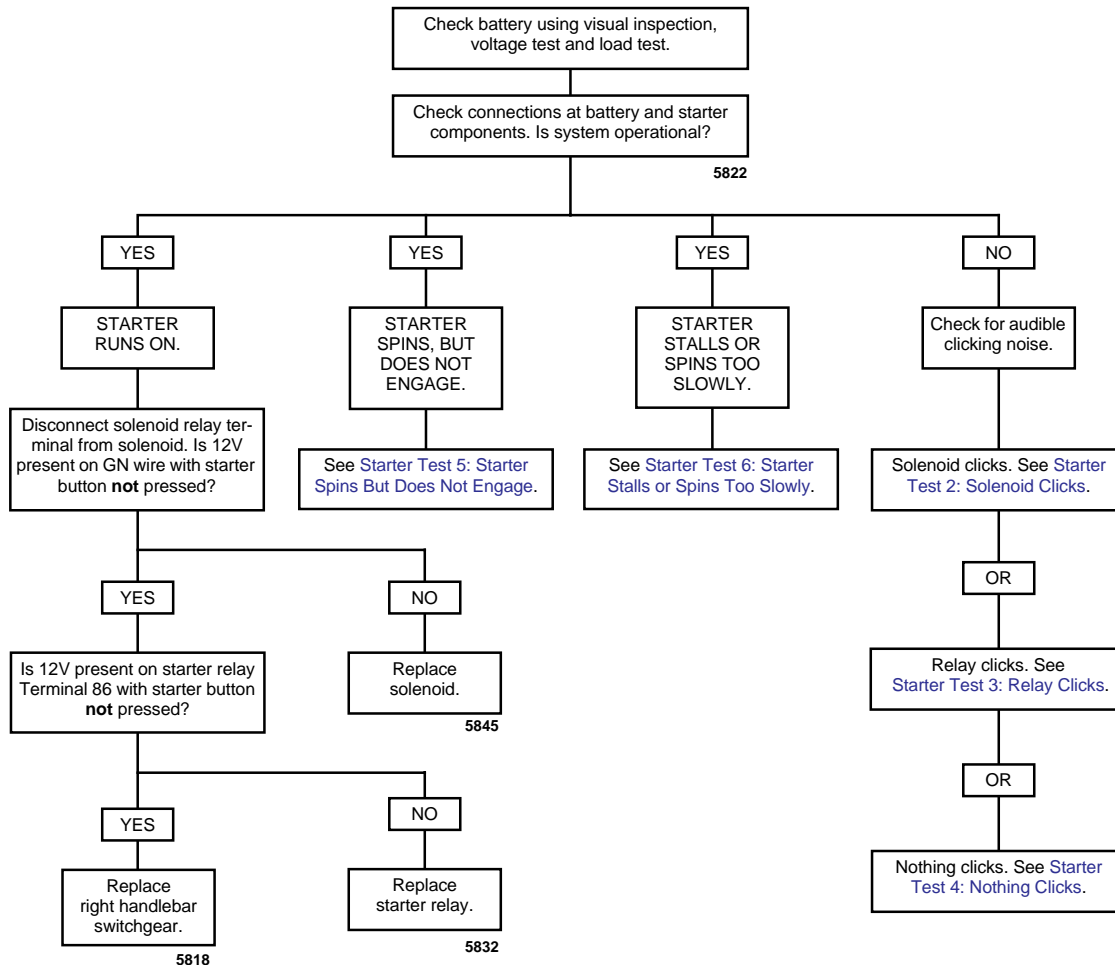 Check battery using visual inspection,
voltage test and load test.
Check connections at battery and starter
components. Is system operational?
5822
YES
YES
YES
NO
STARTER
RUNS ON.
STARTER
SPINS, BUT
DOES NOT
ENGAGE.
STARTER
STALLS OR
SPINS TOO
SLOWLY.
Check for audible
clicking noise.
Disconnect solenoid relay ter-
minal from solenoid. Is 12V
present on GN wire with starter
button not pressed?
See Starter Test 5: Starter
Spins But Does Not Engage.
See Starter Test 6: Starter
Stalls or Spins Too Slowly.
Solenoid clicks. See Starter
Test 2: Solenoid Clicks.
YES
NO
OR
Is 12V present on starter relay
Terminal 86 with starter button
not pressed?
Replace
solenoid.
5845
Relay clicks. See
Starter Test 3: Relay Clicks.
YES
NO
OR
Replace
right handlebar
switchgear.
5818
Replace
starter relay.
5832
Nothing clicks. See Starter
Test 4: Nothing Clicks.